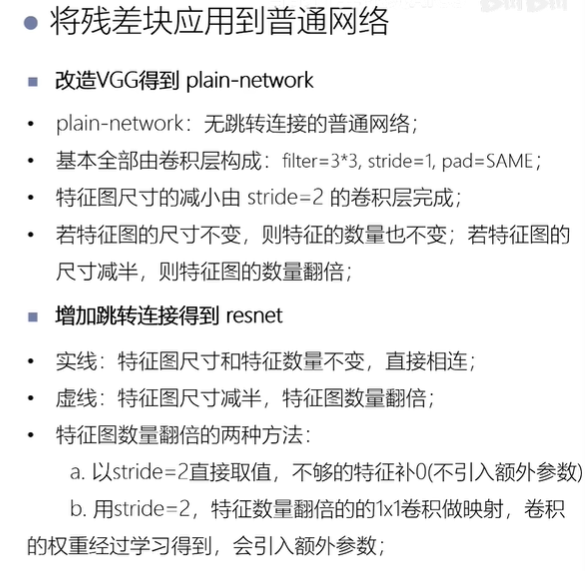 将残差块应用到普通网络
改造VGG得到 plain-network
plain-network：无跳转连接的普通网络；
基本全部由卷积层构成：filter=3*3, stride=1, pad=SAME；
特征图尺寸的减小由 stride=2 的卷积层完成；
若特征图的尺寸不变，则特征的数量也不变；若特征图的
尺寸减半，则特征图的数量翻倍；
增加跳转连接得到 resnet
实线：特征图尺寸和特征数量不变，直接相连；
虚线：特征图尺寸减半，特征图数量翻倍；
特征图数量翻倍的两种方法：
a. 以stride=2直接取值，不够的特征补0(不引入额外参数)
b. 用stride=2，特征数量翻倍的的1x1卷积做映射，卷积
的权重经过学习得到，会引入额外参数；